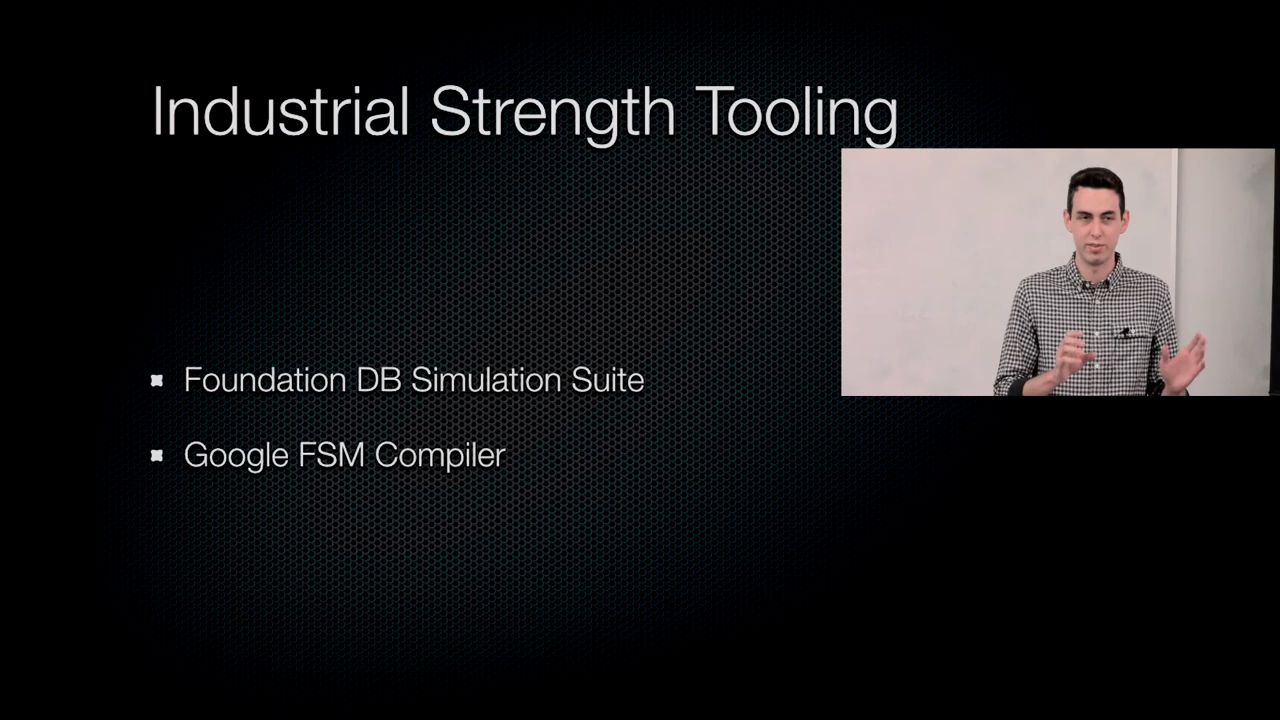 Industrial Strength Tooling
Foundation DB Simulation Suite
Google FSM Compiler